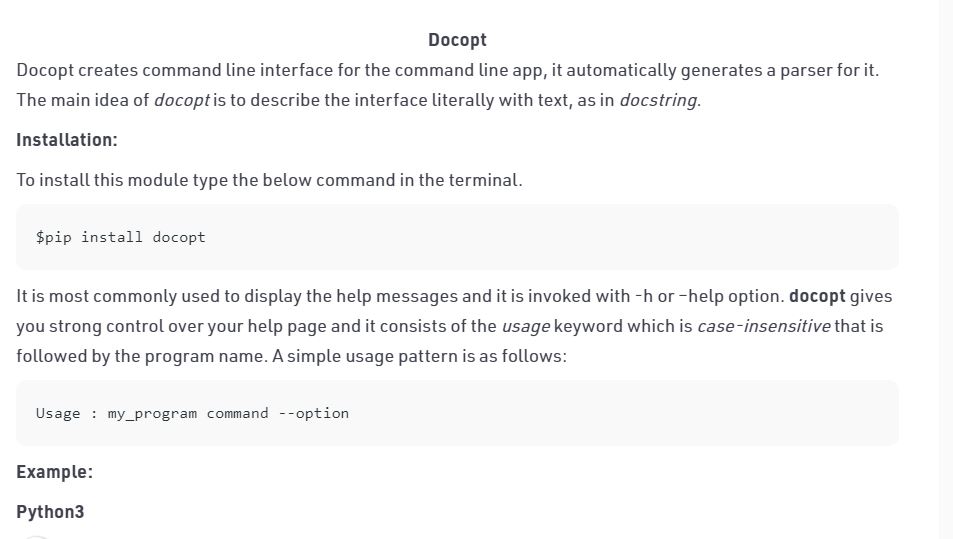 Docopt
Docopt creates command line interface for the command line app, it automatically generates a parser for it.
The main idea of docopt is to describe the interface literally with text, as in docstring.
Installation:
To install this module type the below command in the terminal.
$pip install docopt
It is most commonly used to display the help messages and it is invoked with -h or –help option. docopt gives
you strong control over your help page and it consists of the usage keyword which is case-insensitive that is
followed by the program name. A simple usage pattern is as follows:
Usage : my_program command --option
Example:
Python3